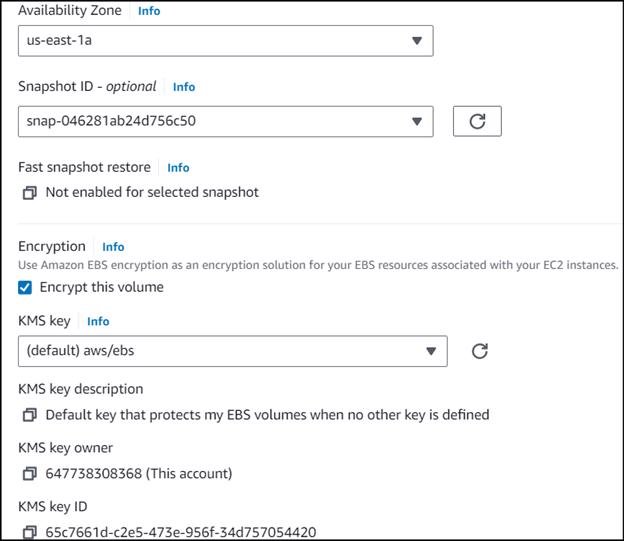 Availability Zone Info
us-east-1a
Snapshot ID - optional Info
snap-046281ab24d756c50
Fast snapshot restore Info
Not enabled for selected snapshot
Encryption Info
Use Amazon EBS encryption as an encryption solution for your EBS resources associated with your EC2 instances.
Encrypt this volume
KMS key Info
(default) aws/ebs
KMS key description
Default key that protects my EBS volumes when no other key is defined
KMS key owner
647738308368 (This account)
KMS key ID
65c7661d-c2e5-473e-956f-34d757054420